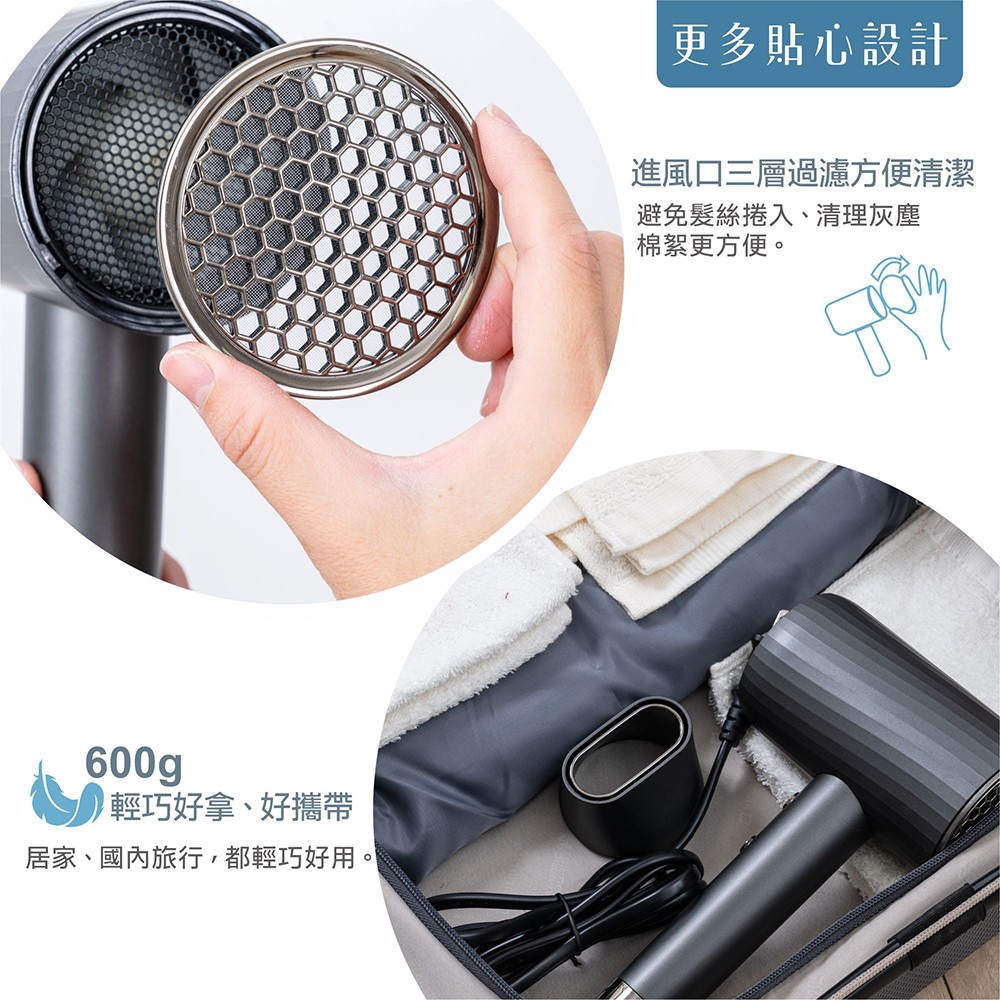 更多貼心設計
進風口三層過濾方便清潔
避免髮絲捲入、清理灰塵
棉絮更方便。
600g
輕巧好拿、好攜帶
居家、國內旅行，都輕巧好用。